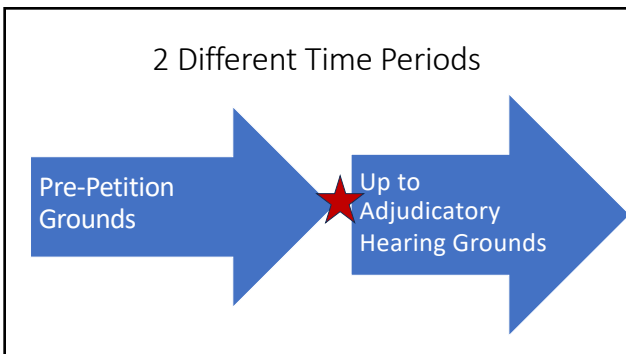 2 Different Time Periods
Pre-Petition
Grounds
Up to
Adjudicatory
Hearing Grounds